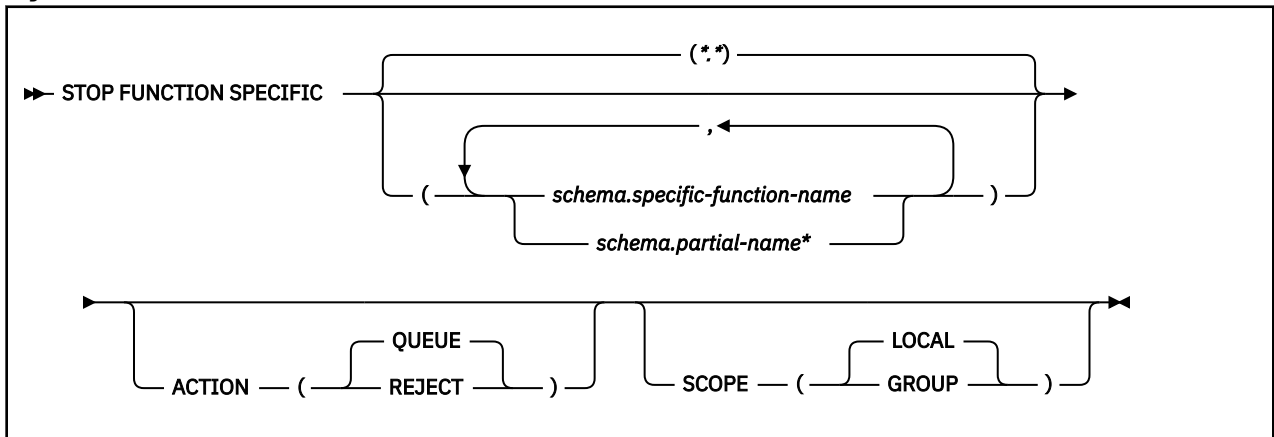 (*.*)
STOP FUNCTION SPECIFIC
,
( schema.specific-function-name )
schema.partial-name*
QUEUE LOCAL
ACTION ( REJECT ) SCOPE ( GROUP )